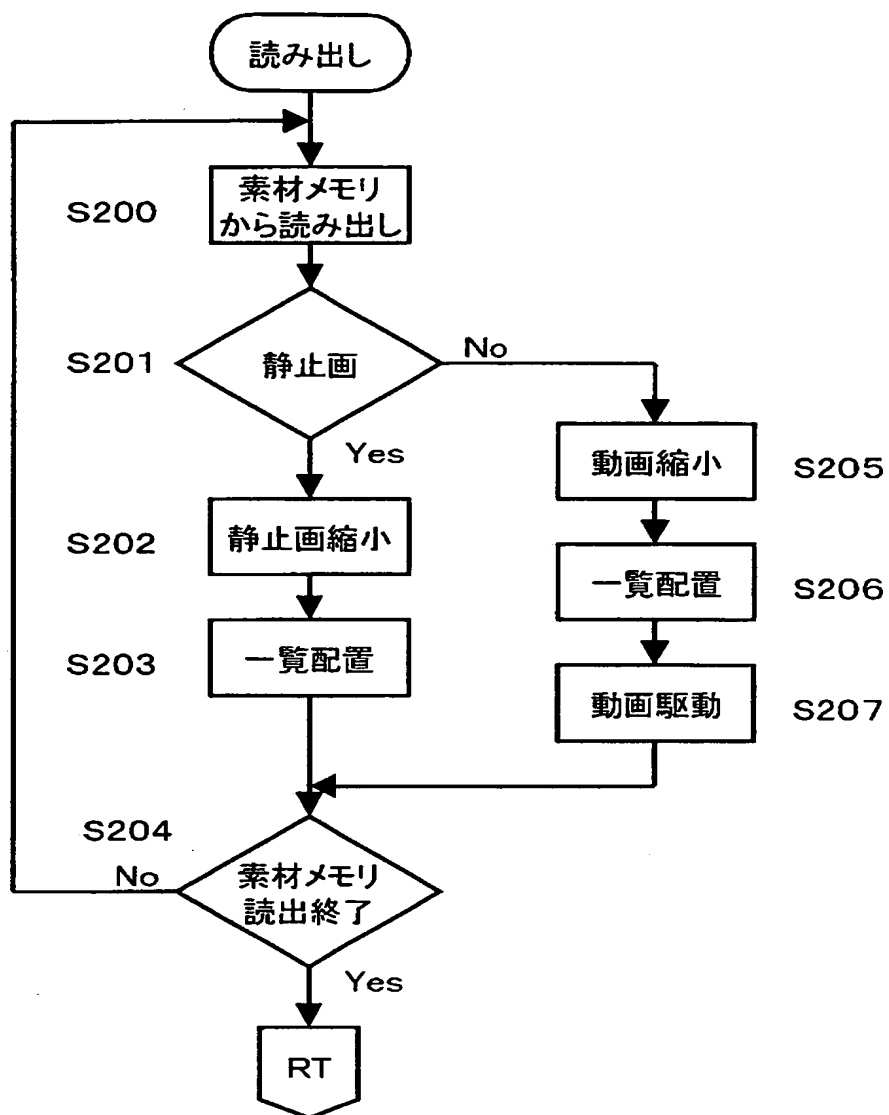 読み出し
S200
素材メモリ
から読み出し
S201
静止画
No
Yes
動画縮小
S205
S202
静止画縮小
一覧配置
S206
S203
一覧配置
動画駆動
S207
S204
No
素材メモリ
読出終了
Yes
RT